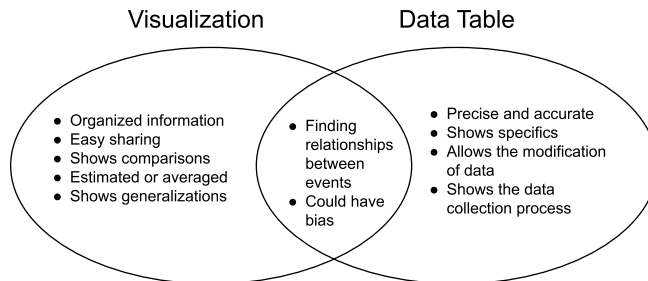 Visualization
Data Table
● Organized information
● Easy sharing
● Shows comparisons
● Estimated or averaged
● Shows generalizations
● Finding
relationships
between
events
● Could have
bias
● Precise and accurate
● Shows specifics
● Allows the modification
of data
● Shows the data
collection process